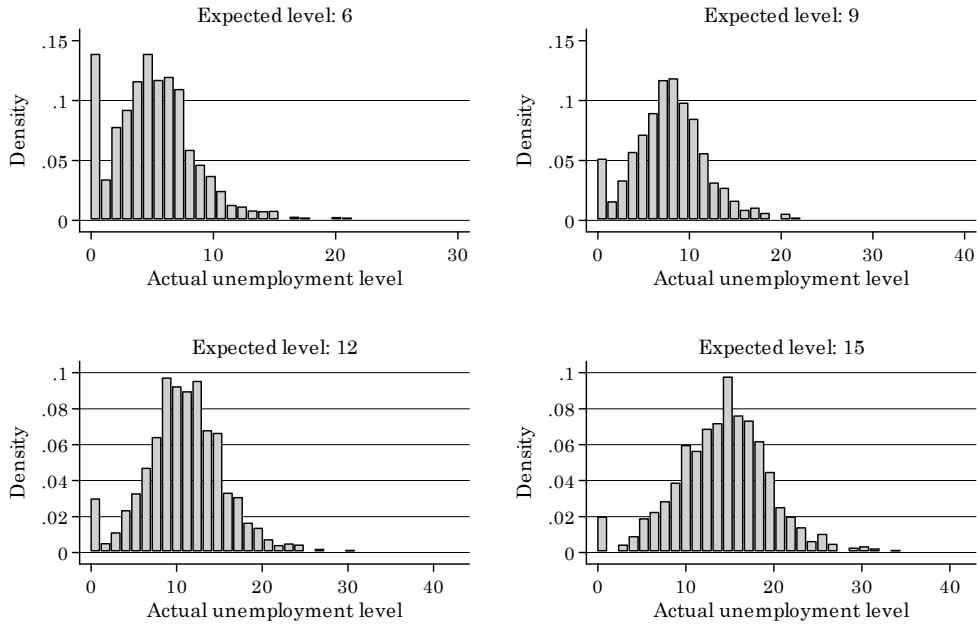 Expected level: 6
.15
.1
.05
0
Density
0 10 20 30
Actual unemployment level
Expected level: 9
.15
.1
.05
0
Density
0 10 20 30 40
Actual unemployment level
Expected level: 12
.1
.08
.06
.04
.02
0
Density
0 10 20 30 40
Actual unemployment level
Expected level: 15
.1
.08
.06
.04
.02
0
Density
0 10 20 30 40
Actual unemployment level